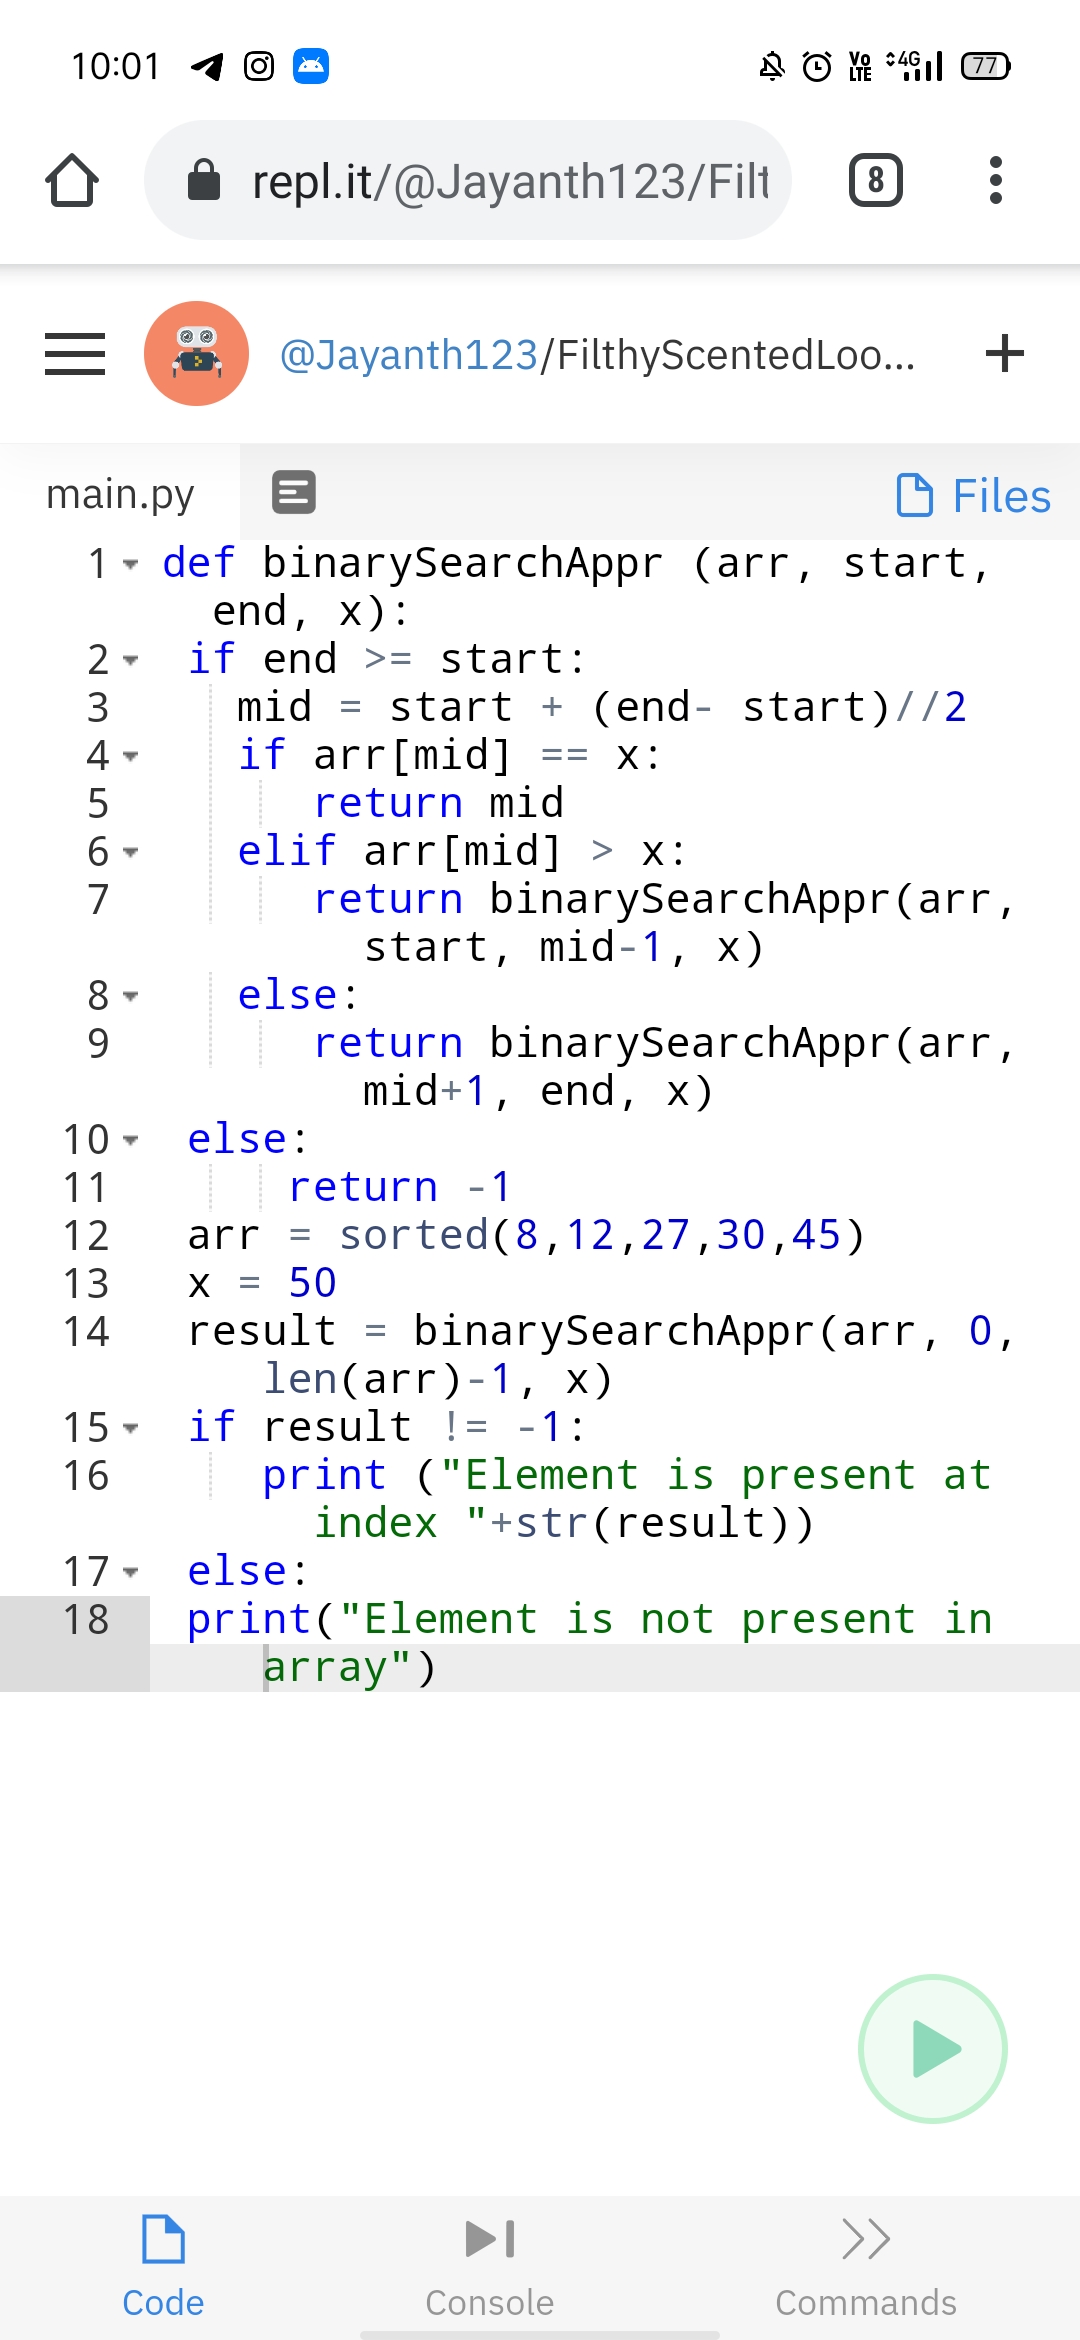 10:01 Vo LTE 4G 77
repl.it/@Jayanth123/Filt 8
@Jayanth123/FilthyScentedLoo...
main.py Files
1 def binarySearchAppr (arr, start,
end, x):
2 if end >= start:
3 mid = start + (end- start)//2
4 if arr[mid] == x:
5 return mid
6 elif arr[mid] > x:
7 return binarySearchAppr(arr,
start, mid-1, x)
8 else:
9 return binarySearchAppr(arr,
mid+1, end, x)
10 else:
11 return -1
12 arr = sorted(8,12,27,30,45)
13 x = 50
14 result = binarySearchAppr(arr, 0,
len(arr)-1, x)
15 if result != -1:
16 print ("Element is present at
index "+str(result))
17 else:
18 print("Element is not present in
array")
Code Console Commands